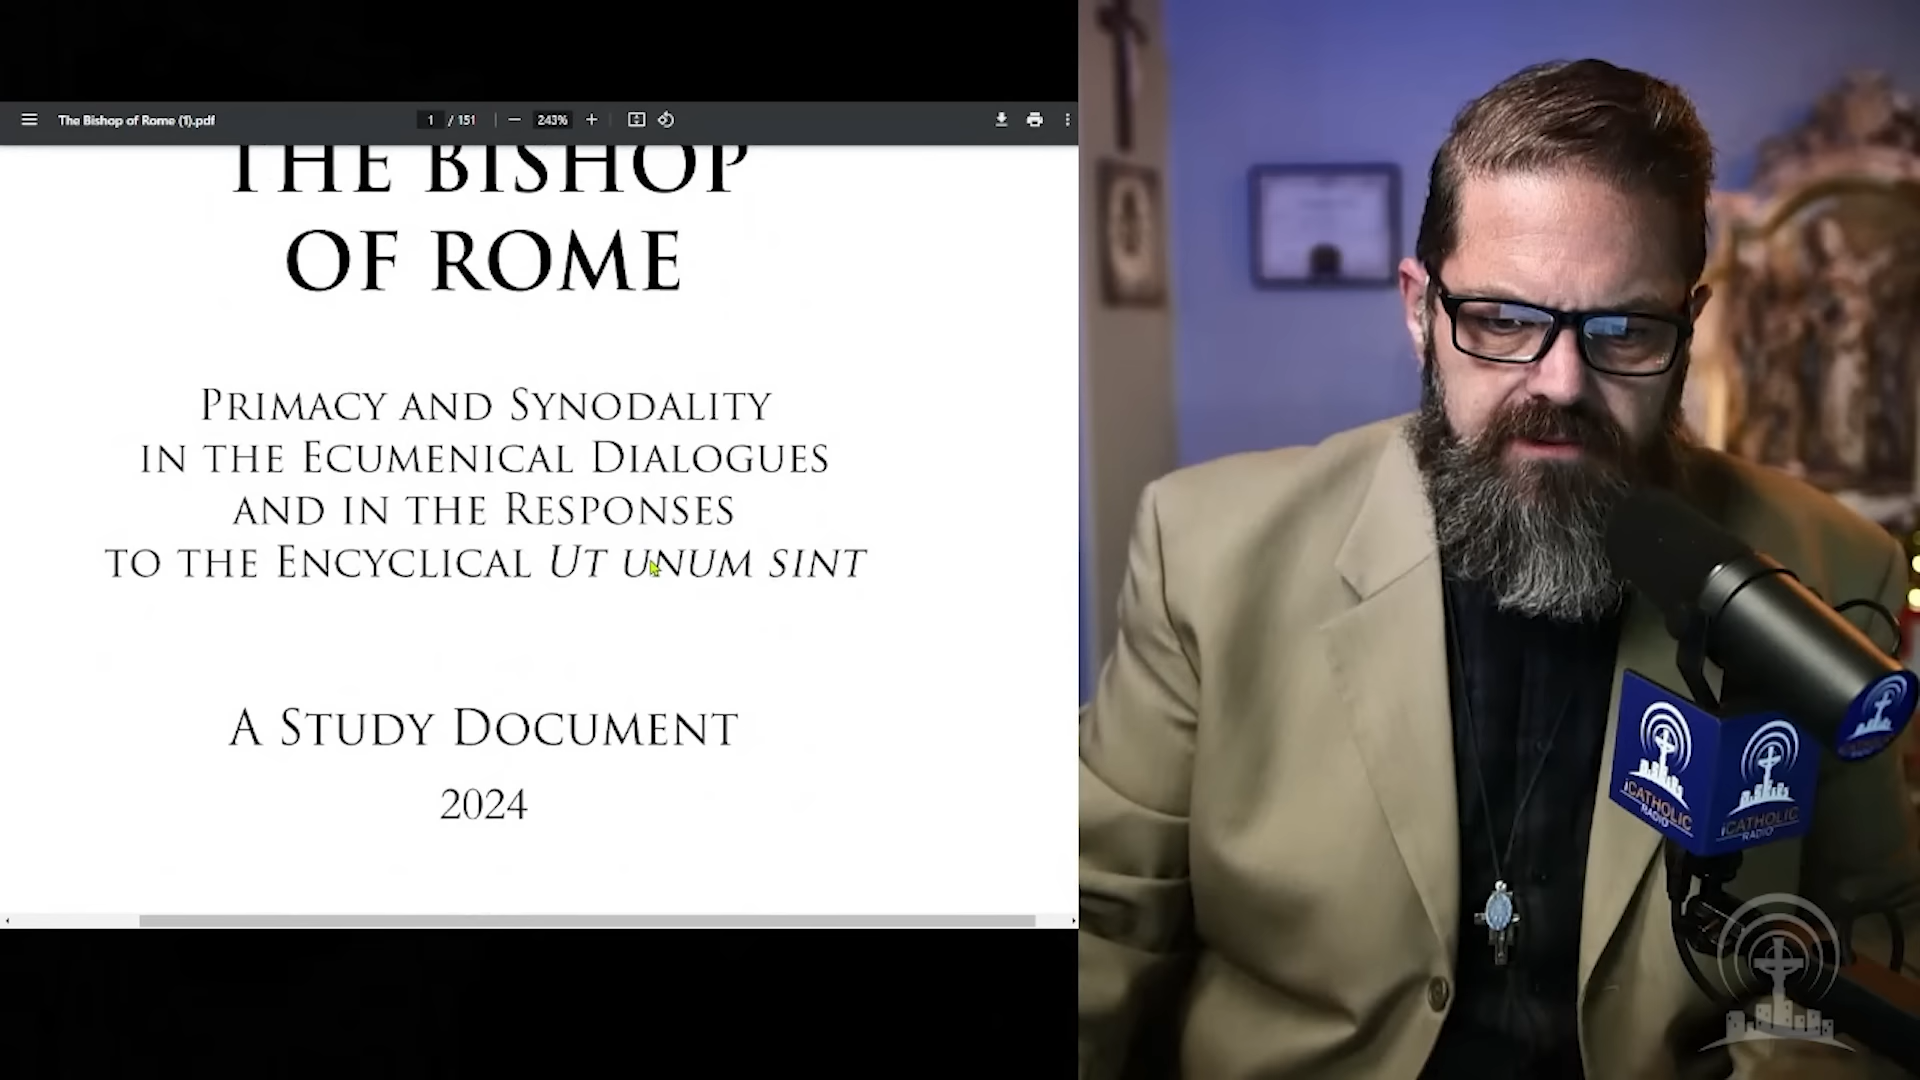 The Bishop of Rome (1).pdf
1 / 151
243%
THE BISHOP
OF ROME
PRIMACY AND SYNODALITY
IN THE ECUMENICAL DIALOGUES
AND IN THE RESPONSES
TO THE ENCYCLICAL UT UNUM SINT
A STUDY DOCUMENT
2024
iCATHOLIC
RADIO
iCATHOLIC
RADIO